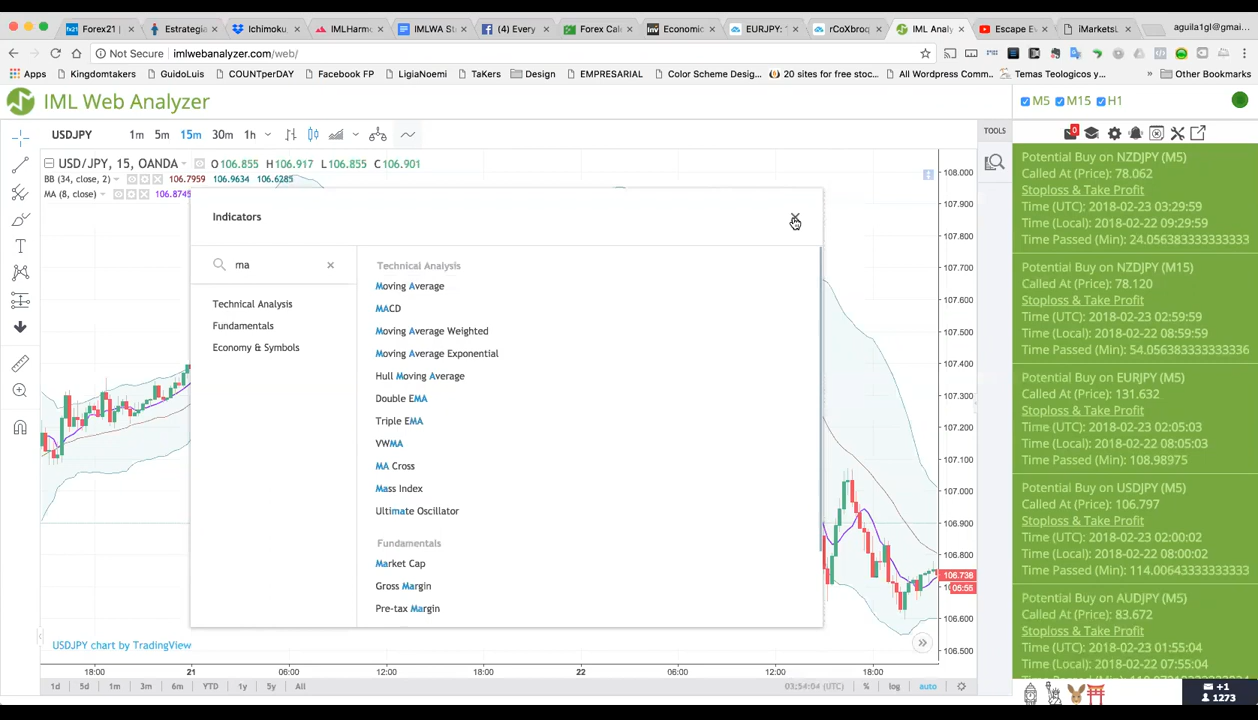 Forex21 |
Estrategia
Ichimoku
IMLHarm
IMLWA St
(4) Every
Forex Cal
Economic
EURJPY:
rCoXbroq
IML Analy
Escape E
iMarketsL
aguila1gl@gmai
Not Secure
imlwebanalyzer.com/web/
Apps
Kingdomtakers
GuidoLuis
COUNTperDAY
Facebook FP
LigiaNoemi
TaKers
Design
EMPRESARIAL
Color Scheme Desig...
20 sites for free stoc...
All Wordpress Comm...
Temas Teologicos y...
»
Other Bookmarks
IML Web Analyzer
M5 M15 H1
USDJPY
1m 5m 15m 30m 1h
TOOLS
0
USD/JPY, 15, OANDA
O106.855 H106.917 L106.855 C106.901
BB (34, close, 2)
106.7959 106.9634 106.6285
MA (8, close)
106.8745
Indicators
ma
Technical Analysis
Fundamentals
Economy & Symbols
Technical Analysis
Moving Average
MACD
Moving Average Weighted
Moving Average Exponential
Hull Moving Average
Double EMA
Triple EMA
VWMA
MA Cross
Mass Index
Ultimate Oscillator
Fundamentals
Market Cap
Gross Margin
Pre-tax Margin
108.000
107.900
107.800
107.700
107.600
107.500
107.400
107.300
107.200
107.100
107.000
106.900
106.800
106.738
05:55
106.600
106.500
USDJPY chart by TradingView
18:00 21 06:00 12:00 18:00 22 06:00 12:00 18:00
1d 5d 1m 3m 6m YTD 1y 5y All
03:54:04 (UTC) % log auto
Potential Buy on NZDJPY (M5)
Called At (Price): 78.062
Stoploss & Take Profit
Time (UTC): 2018-02-23 03:29:59
Time (Local): 2018-02-22 09:29:59
Time Passed (Min): 24.056383333333333
Potential Buy on NZDJPY (M15)
Called At (Price): 78.120
Stoploss & Take Profit
Time (UTC): 2018-02-23 02:59:59
Time (Local): 2018-02-22 08:59:59
Time Passed (Min): 54.056383333333336
Potential Buy on EURJPY (M5)
Called At (Price): 131.632
Stoploss & Take Profit
Time (UTC): 2018-02-23 02:05:03
Time (Local): 2018-02-22 08:05:03
Time Passed (Min): 108.98975
Potential Buy on USDJPY (M5)
Called At (Price): 106.797
Stoploss & Take Profit
Time (UTC): 2018-02-23 02:00:02
Time (Local): 2018-02-22 08:00:02
Time Passed (Min): 114.00643333333333
Potential Buy on AUDJPY (M5)
Called At (Price): 83.672
Stoploss & Take Profit
Time (UTC): 2018-02-23 01:55:04
Time (Local): 2018-02-22 07:55:04
+1
1273